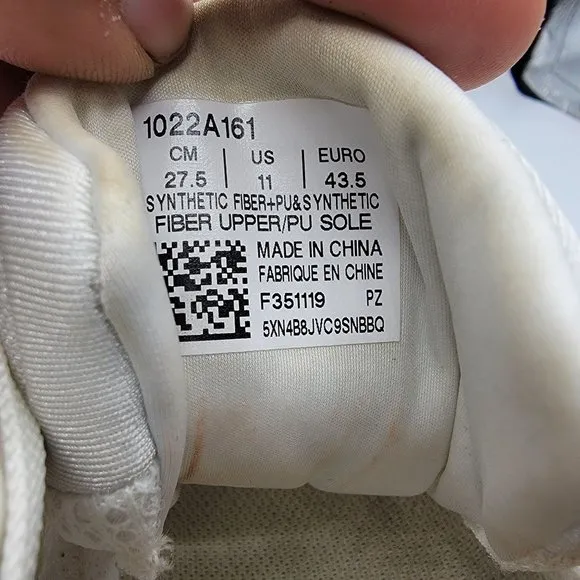 1022A161
CM | US | EURO
27.5 | 11 | 43.5
SYNTHETIC FIBER+PU&SYNTHETIC
FIBER UPPER/PU SOLE
MADE IN CHINA
FABRIQUE EN CHINE
F351119 PZ
5XN4B8JVC9SNBBQ